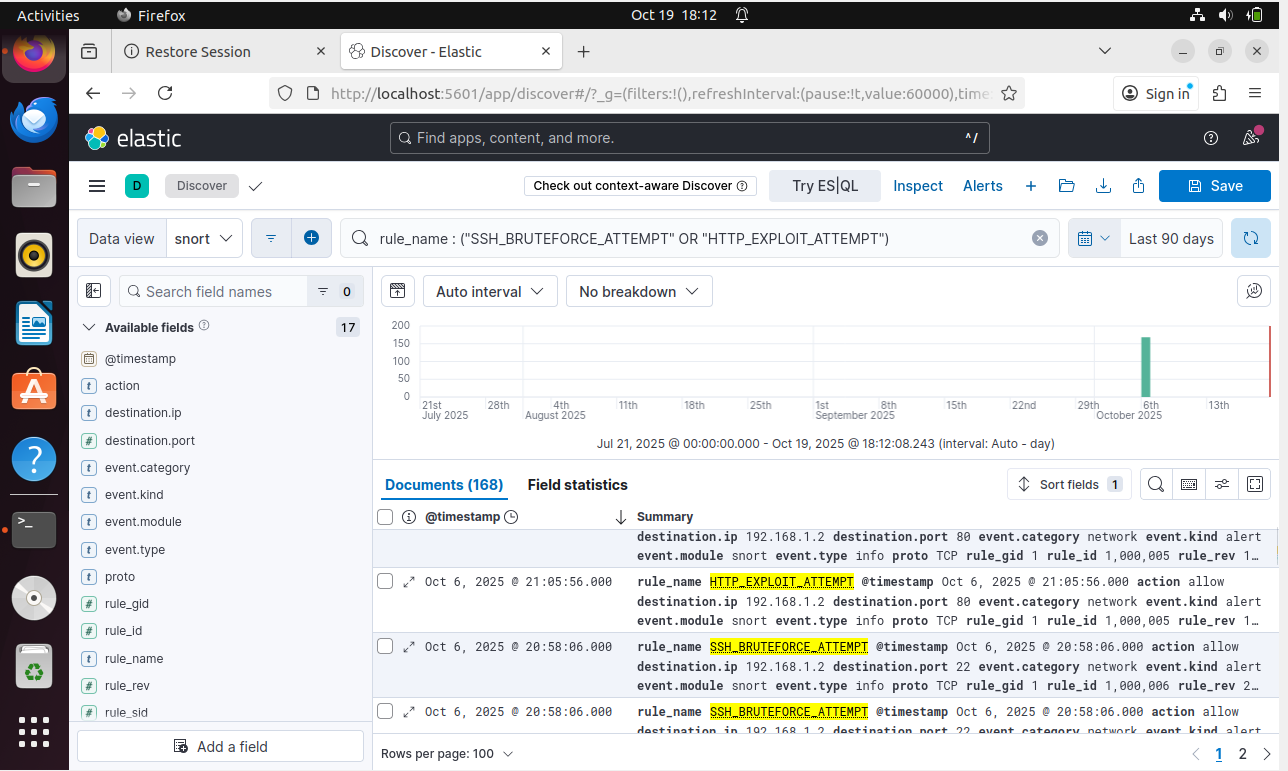 Activities Firefox Oct 19 18:12
Restore Session Discover - Elastic
http://localhost:5601/app/discover#/?_g=(filters:!(),refreshInterval:(pause:!t,value:60000),time: Sign in
elastic Find apps, content, and more. ^/
D Discover Check out context-aware Discover Try ES|QL Inspect Alerts Save
Data view snort rule_name : ("SSH_BRUTEFORCE_ATTEMPT" OR "HTTP_EXPLOIT_ATTEMPT") Last 90 days
Search field names 0
Auto interval No breakdown
Available fields 17
@timestamp
action
destination.ip
destination.port
event.category
event.kind
event.module
event.type
proto
rule_gid
rule_id
rule_name
rule_rev
rule_sid
Add a field
200
150
100
50
0
21st 28th 4th 11th 18th 25th 1st 8th 15th 22nd 29th 6th 13th
July 2025 August 2025 September 2025 October 2025
Jul 21, 2025 @ 00:00:00.000 - Oct 19, 2025 @ 18:12:08.243 (interval: Auto - day)
Documents (168) Field statistics Sort fields 1
@timestamp Summary
destination.ip 192.168.1.2 destination.port 80 event.category network event.kind alert
event.module snort event.type info proto TCP rule_gid 1 rule_id 1,000,005 rule_rev 1…
Oct 6, 2025 @ 21:05:56.000 rule_name HTTP_EXPLOIT_ATTEMPT @timestamp Oct 6, 2025 @ 21:05:56.000 action allow
destination.ip 192.168.1.2 destination.port 80 event.category network event.kind alert
event.module snort event.type info proto TCP rule_gid 1 rule_id 1,000,005 rule_rev 1…
Oct 6, 2025 @ 20:58:06.000 rule_name SSH_BRUTEFORCE_ATTEMPT @timestamp Oct 6, 2025 @ 20:58:06.000 action allow
destination.ip 192.168.1.2 destination.port 22 event.category network event.kind alert
event.module snort event.type info proto TCP rule_gid 1 rule_id 1,000,006 rule_rev 2…
Oct 6, 2025 @ 20:58:06.000 rule_name SSH_BRUTEFORCE_ATTEMPT @timestamp Oct 6, 2025 @ 20:58:06.000 action allow
destination.ip 192.168.1.2 destination.port 22 event.category network event.kind alert
Rows per page: 100 1 2